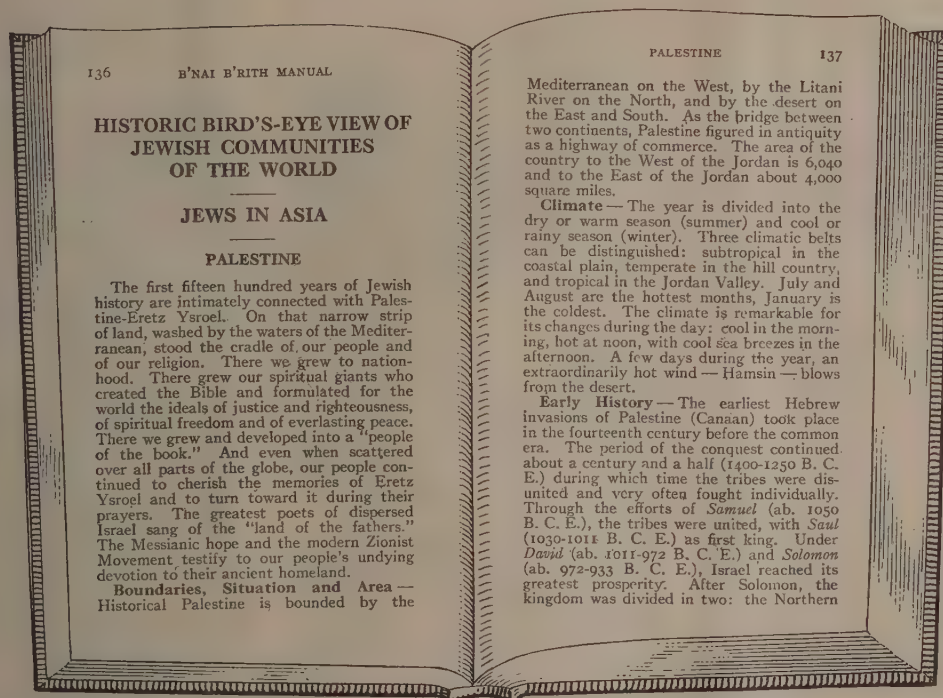 136 B'NAI B'RITH MANUAL
HISTORIC BIRD'S-EYE VIEW OF
JEWISH COMMUNITIES
OF THE WORLD
JEWS IN ASIA
PALESTINE
The first fifteen hundred years of Jewish
history are intimately connected with Pales-
tine-Eretz Ysroel. On that narrow strip
of land, washed by the waters of the Mediter-
ranean, stood the cradle of our people and
of our religion. There we grew to nation-
hood. There grew our spiritual giants who
created the Bible and formulated for the
world the ideals of justice and righteousness,
of spiritual freedom and of everlasting peace.
There we grew and developed into a "people
of the book." And even when scattered
over all parts of the globe, our people con-
tinued to cherish the memories of Eretz
Ysroel and to turn toward it during their
prayers. The greatest poets of dispersed
Israel sang of the "land of the fathers."
The Messianic hope and the modern Zionist
Movement testify to our people's undying
devotion to their ancient homeland.
Boundaries, Situation and Area —
Historical Palestine is bounded by the
PALESTINE 137
Mediterranean on the West, by the Litani
River on the North, and by the desert on
the East and South. As the bridge between
two continents, Palestine figured in antiquity
as a highway of commerce. The area of the
country to the West of the Jordan is 6,040
and to the East of the Jordan about 4,000
square miles.
Climate — The year is divided into the
dry or warm season (summer) and cool or
rainy season (winter). Three climatic belts
can be distinguished: subtropical in the
coastal plain, temperate in the hill country,
and tropical in the Jordan Valley. July and
August are the hottest months, January is
the coldest. The climate is remarkable for
its changes during the day: cool in the morn-
ing, hot at noon, with cool sea breezes in the
afternoon. A few days during the year, an
extraordinarily hot wind — Hamsin — blows
from the desert.
Early History — The earliest Hebrew
invasions of Palestine (Canaan) took place
in the fourteenth century before the common
era. The period of the conquest continued
about a century and a half (1400-1250 B. C.
E.) during which time the tribes were dis-
united and very often fought individually.
Through the efforts of Samuel (ab. 1050
B. C. E.), the tribes were united, with Saul
(1030-1011 B. C. E.) as first king. Under
David (ab. 1011-972 B. C. E.) and Solomon
(ab. 972-933 B. C. E.), Israel reached its
greatest prosperity. After Solomon, the
kingdom was divided in two: the Northern